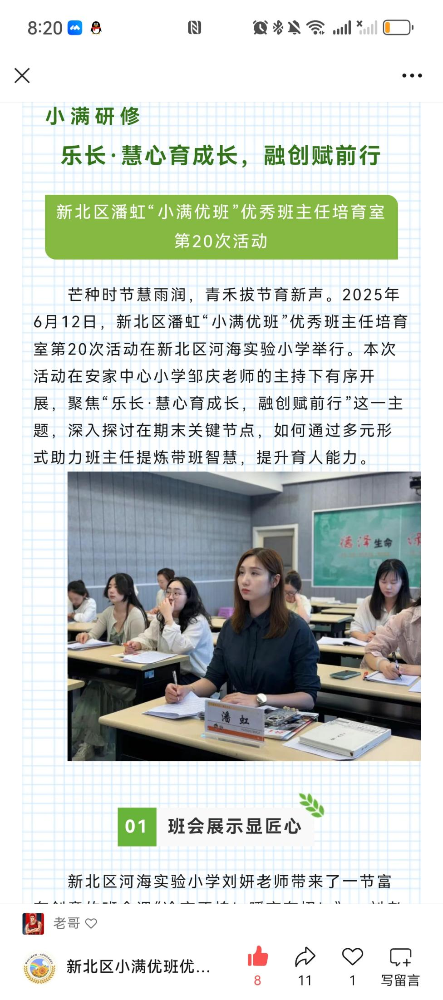 8:20
小满研修
乐长·慧心育成长，融创赋前行
新北区潘虹“小满优班”优秀班主任培育室
第20次活动
芒种时节慧雨润，青禾拔节育新声。2025年
6月12日，新北区潘虹“小满优班”优秀班主任培育
室第20次活动在新北区河海实验小学举行。本次
活动在安家中心小学邹庆老师的主持下有序开
展，聚焦“乐长·慧心育成长，融创赋前行”这一主
题，深入探讨在期末关键节点，如何通过多元形
式助力班主任提炼带班智慧，提升育人能力。
德泽生命
潘虹
01 班会展示显匠心
新北区河海实验小学刘妍老师带来了一节富
老哥
新北区小满优班优...
8
11
1
写留言